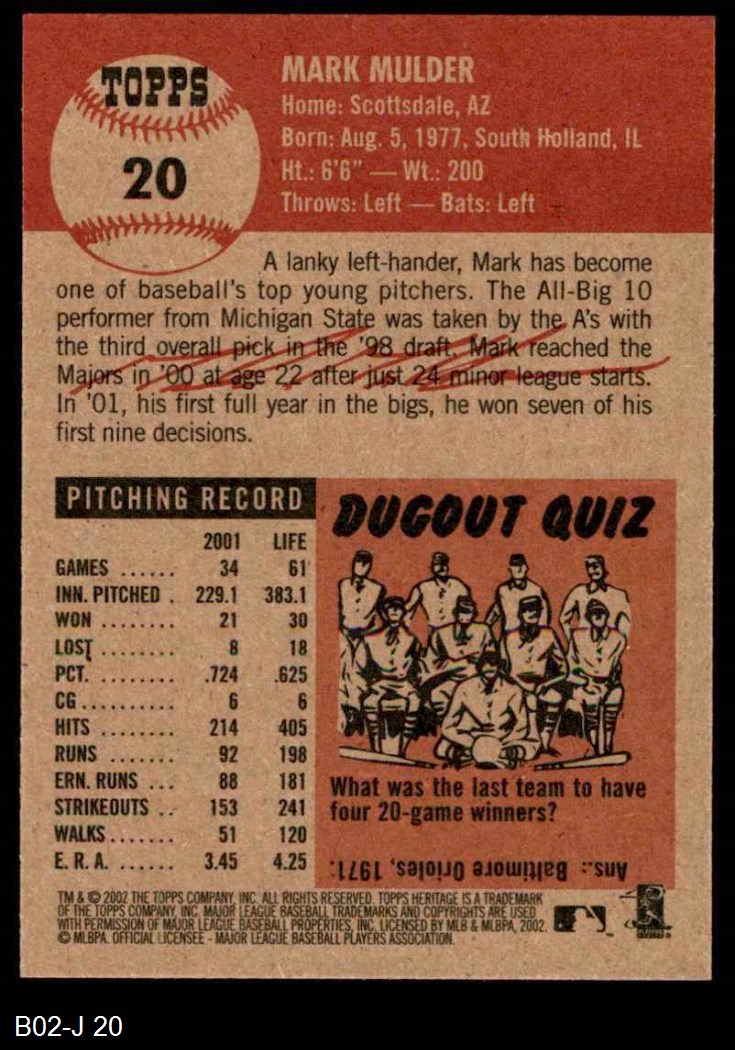 TOPPS
20
MARK MULDER
Home: Scottsdale, AZ
Born: Aug. 5, 1977, South Holland, IL
Ht.: 6'6" — Wt.: 200
Throws: Left — Bats: Left
A lanky left-hander, Mark has become
one of baseball's top young pitchers. The All-Big 10
performer from Michigan State was taken by the A's with
the third overall pick in the '98 draft. Mark reached the
Majors in '00 at age 22 after just 24 minor league starts.
In '01, his first full year in the bigs, he won seven of his
first nine decisions.
PITCHING RECORD
2001 LIFE
GAMES ...... 34 61
INN. PITCHED . 229.1 383.1
WON ........ 21 30
LOST ........ 8 18
PCT. ........ .724 .625
CG .......... 6 6
HITS ........ 214 405
RUNS ....... 92 198
ERN. RUNS ... 88 181
STRIKEOUTS .. 153 241
WALKS ....... 51 120
E. R. A. ...... 3.45 4.25
DUGOUT QUIZ
What was the last team to have
four 20-game winners?
Ans.: Baltimore Orioles, 1971.
TM & © 2002 THE TOPPS COMPANY, INC. ALL RIGHTS RESERVED. TOPPS HERITAGE IS A TRADEMARK
OF THE TOPPS COMPANY, INC. MAJOR LEAGUE BASEBALL TRADEMARKS AND COPYRIGHTS ARE USED
WITH PERMISSION OF MAJOR LEAGUE BASEBALL PROPERTIES, INC. LICENSED BY MLB & MLBPA, 2002.
© MLBPA. OFFICIAL LICENSEE - MAJOR LEAGUE BASEBALL PLAYERS ASSOCIATION.
B02-J 20